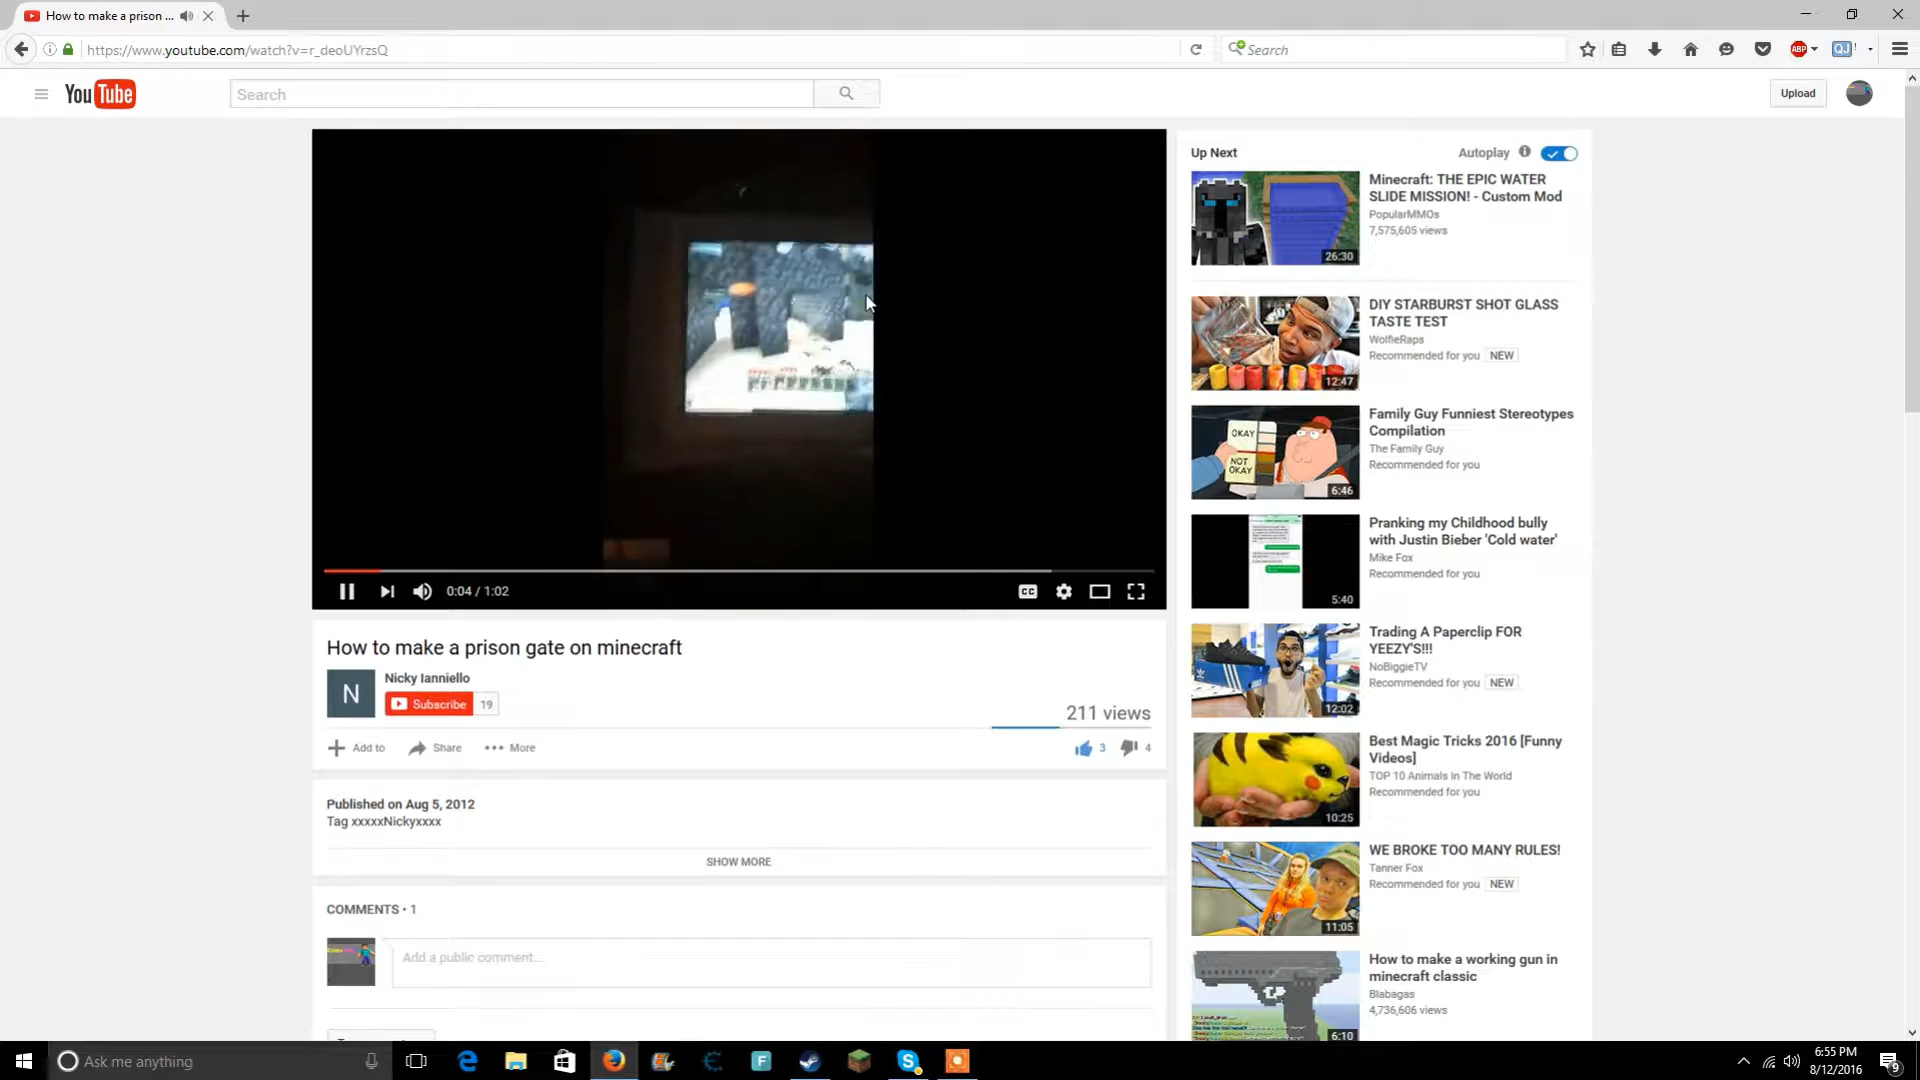 How to make a prison ...
https://www.youtube.com/watch?v=r_deoUYrzsQ
Search
ABP
QJ!
YouTube
Search
Upload
0:04 / 1:02
CC
How to make a prison gate on minecraft
N
Nicky Ianniello
Subscribe 19
211 views
Add to
Share
More
3
4
Published on Aug 5, 2012
Tag xxxxxNickyxxxx
SHOW MORE
COMMENTS • 1
Add a public comment...
Up Next
Autoplay
Minecraft: THE EPIC WATER
SLIDE MISSION! - Custom Mod
PopularMMOs
7,575,605 views
26:30
DIY STARBURST SHOT GLASS
TASTE TEST
WolfieRaps
Recommended for you NEW
12:47
OKAY
NOT
OKAY
Family Guy Funniest Stereotypes
Compilation
The Family Guy
Recommended for you
6:46
Pranking my Childhood bully
with Justin Bieber 'Cold water'
Mike Fox
Recommended for you
5:40
Trading A Paperclip FOR
YEEZY'S!!!
NoBiggieTV
Recommended for you NEW
12:02
Best Magic Tricks 2016 [Funny
Videos]
TOP 10 Animals In The World
Recommended for you
10:25
WE BROKE TOO MANY RULES!
Tanner Fox
Recommended for you NEW
11:05
How to make a working gun in
minecraft classic
Blabagas
4,736,606 views
6:10
Ask me anything
6:55 PM
8/12/2016
9